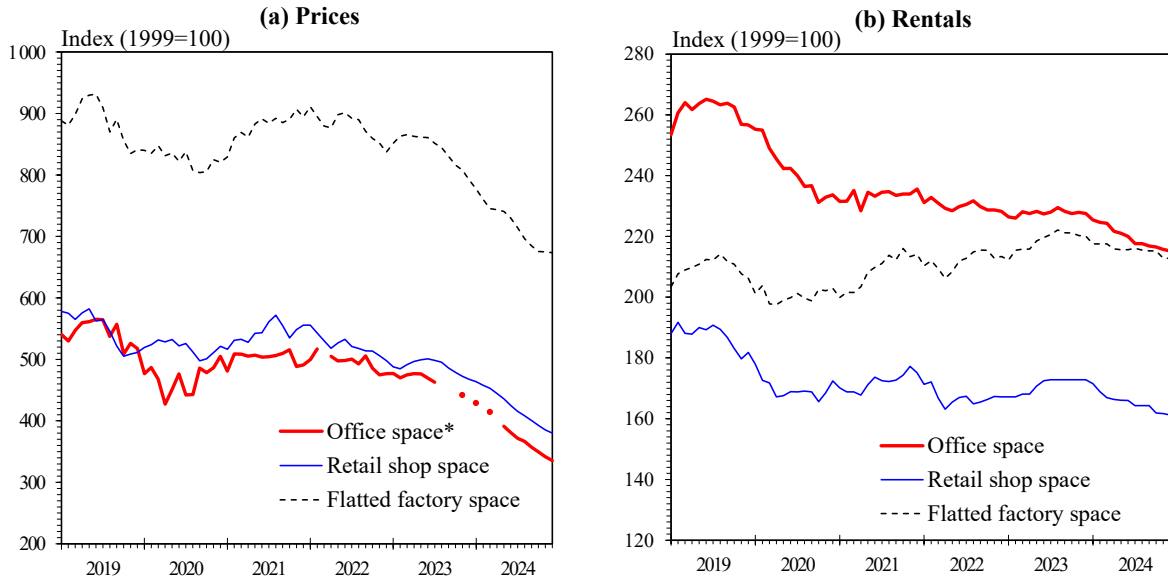 (a) Prices
Index (1999=100)
1 000
900
800
700
600
500
400
300
200
Office space*
Retail shop space
Flatted factory space
2019 2020 2021 2022 2023 2024
(b) Rentals
Index (1999=100)
280
260
240
220
200
180
160
140
120
Office space
Retail shop space
Flatted factory space
2019 2020 2021 2022 2023 2024